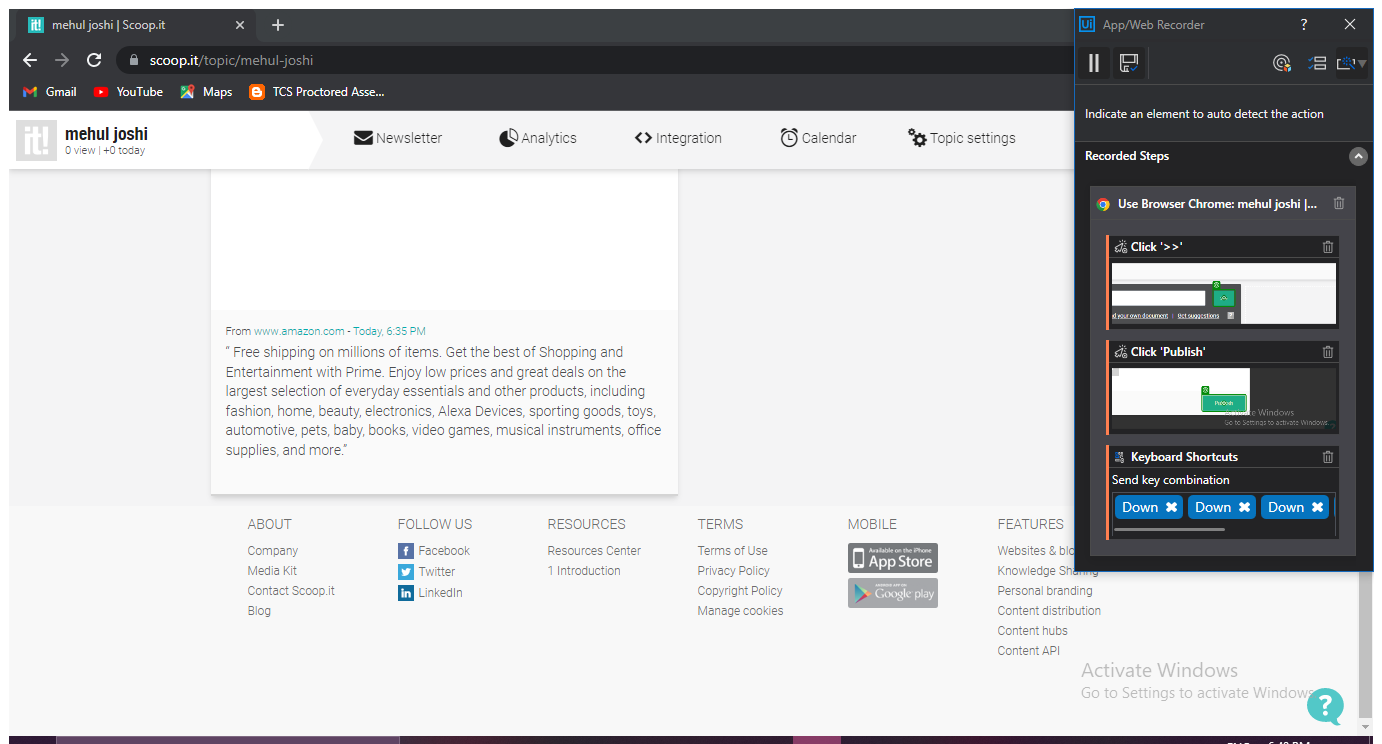 it! mehul joshi | Scoop.it
scoop.it/topic/mehul-joshi
Gmail YouTube Maps TCS Proctored Asse...
it! mehul joshi
0 view | +0 today
Newsletter Analytics Integration Calendar Topic settings
From www.amazon.com - Today, 6:35 PM
“ Free shipping on millions of items. Get the best of Shopping and
Entertainment with Prime. Enjoy low prices and great deals on the
largest selection of everyday essentials and other products, including
fashion, home, beauty, electronics, Alexa Devices, sporting goods, toys,
automotive, pets, baby, books, video games, musical instruments, office
supplies, and more.”
ABOUT
Company
Media Kit
Contact Scoop.it
Blog
FOLLOW US
Facebook
Twitter
LinkedIn
RESOURCES
Resources Center
1 Introduction
TERMS
Terms of Use
Privacy Policy
Copyright Policy
Manage cookies
MOBILE
Available on the iPhone
App Store
ANDROID APP ON
Google play
FEATURES
Websites & blo
Knowledge Sharing
Personal branding
Content distribution
Content hubs
Content API
Activate Windows
Go to Settings to activate Windows.
?
Ui App/Web Recorder ?
Indicate an element to auto detect the action
Recorded Steps
Use Browser Chrome: mehul joshi |...
Click '>>'
d your own document | Get suggestions
Click 'Publish'
Publish
Activate Windows
Go to Settings to activate Windows.
Keyboard Shortcuts
Send key combination
Down Down Down